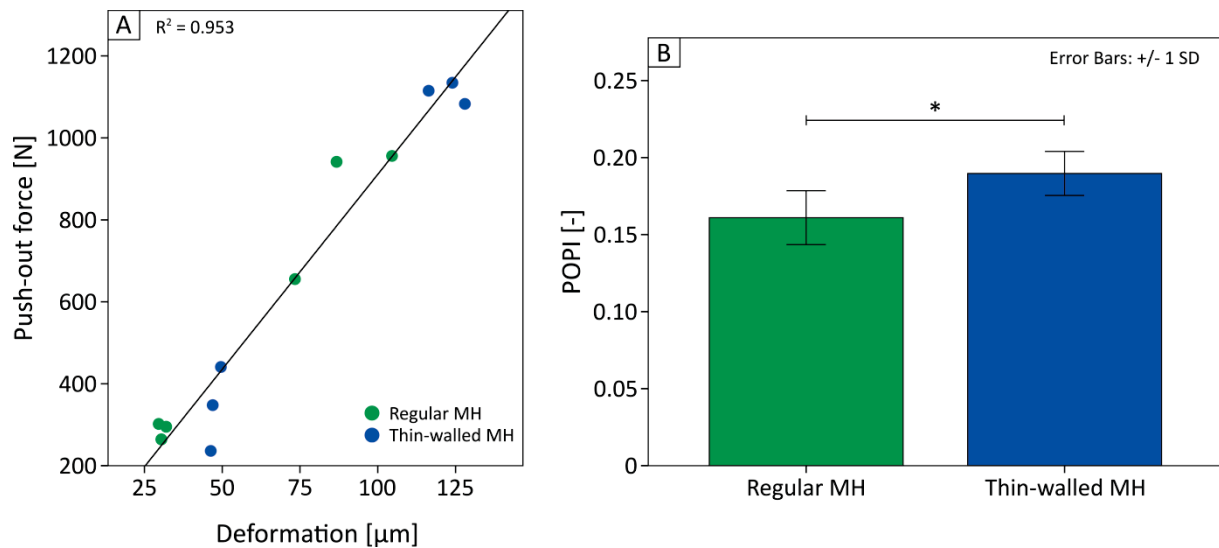 A
R² = 0.953
Push-out force [N]
1200
1000
800
600
400
200
25 50 75 100 125
Deformation [µm]
Regular MH
Thin-walled MH
B
Error Bars: +/- 1 SD
*
POPI [-]
0.25
0.20
0.15
0.10
0.05
0
Regular MH Thin-walled MH